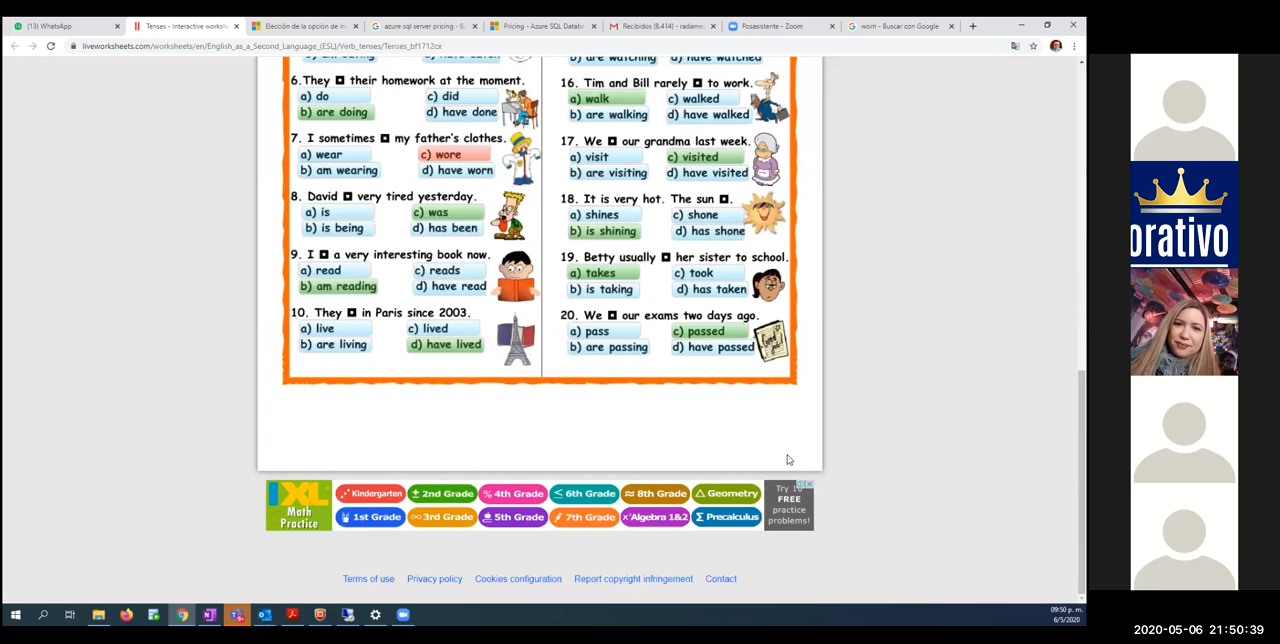 (13) WhatsApp
Tenses - Interactive workshe
Elección de la opción de im
azure sql server pricing - B
Pricing - Azure SQL Datab
Recibidos (8.414) - radame
Posasistente - Zoom
worn - Buscar con Google
liveworksheets.com/worksheets/en/English_as_a_Second_Language_(ESL)/Verb_tenses/Tenses_bf1712cx
b) are watching
d) have watched
6.They their homework at the moment.
a) do
c) did
b) are doing
d) have done
7. I sometimes my father's clothes.
a) wear
c) wore
b) am wearing
d) have worn
8. David very tired yesterday.
a) is
c) was
b) is being
d) has been
9. I a very interesting book now.
a) read
c) reads
b) am reading
d) have read
10. They in Paris since 2003.
a) live
c) lived
b) are living
d) have lived
16. Tim and Bill rarely to work.
a) walk
c) walked
b) are walking
d) have walked
17. We our grandma last week.
a) visit
c) visited
b) are visiting
d) have visited
18. It is very hot. The sun .
a) shines
c) shone
b) is shining
d) has shone
19. Betty usually her sister to school.
a) takes
c) took
b) is taking
d) has taken
20. We our exams two days ago.
a) pass
c) passed
b) are passing
d) have passed
IXL
Math
Practice
Kindergarten
2nd Grade
4th Grade
6th Grade
8th Grade
Geometry
1st Grade
3rd Grade
5th Grade
7th Grade
Algebra 1&2
Precalculus
Try 10
FREE
practice
problems!
Terms of use
Privacy policy
Cookies configuration
Report copyright infringement
Contact
09:50 p. m.
6/5/2020
orativo
2020-05-06 21:50:39